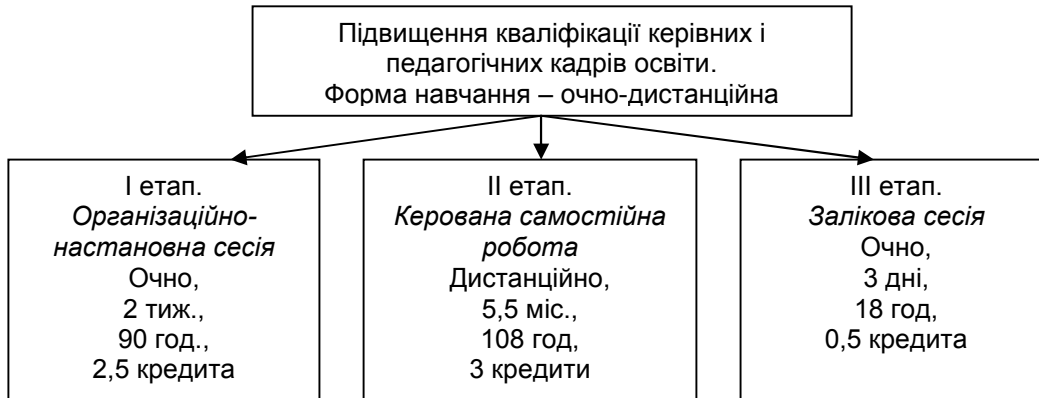 Підвищення кваліфікації керівних і
педагогічних кадрів освіти.
Форма навчання – очно-дистанційна
І етап.
Організаційно-
настановна сесія
Очно,
2 тиж.,
90 год.,
2,5 кредита
ІІ етап.
Керована самостійна
робота
Дистанційно,
5,5 міс.,
108 год,
3 кредити
ІІІ етап.
Залікова сесія
Очно,
3 дні,
18 год,
0,5 кредита